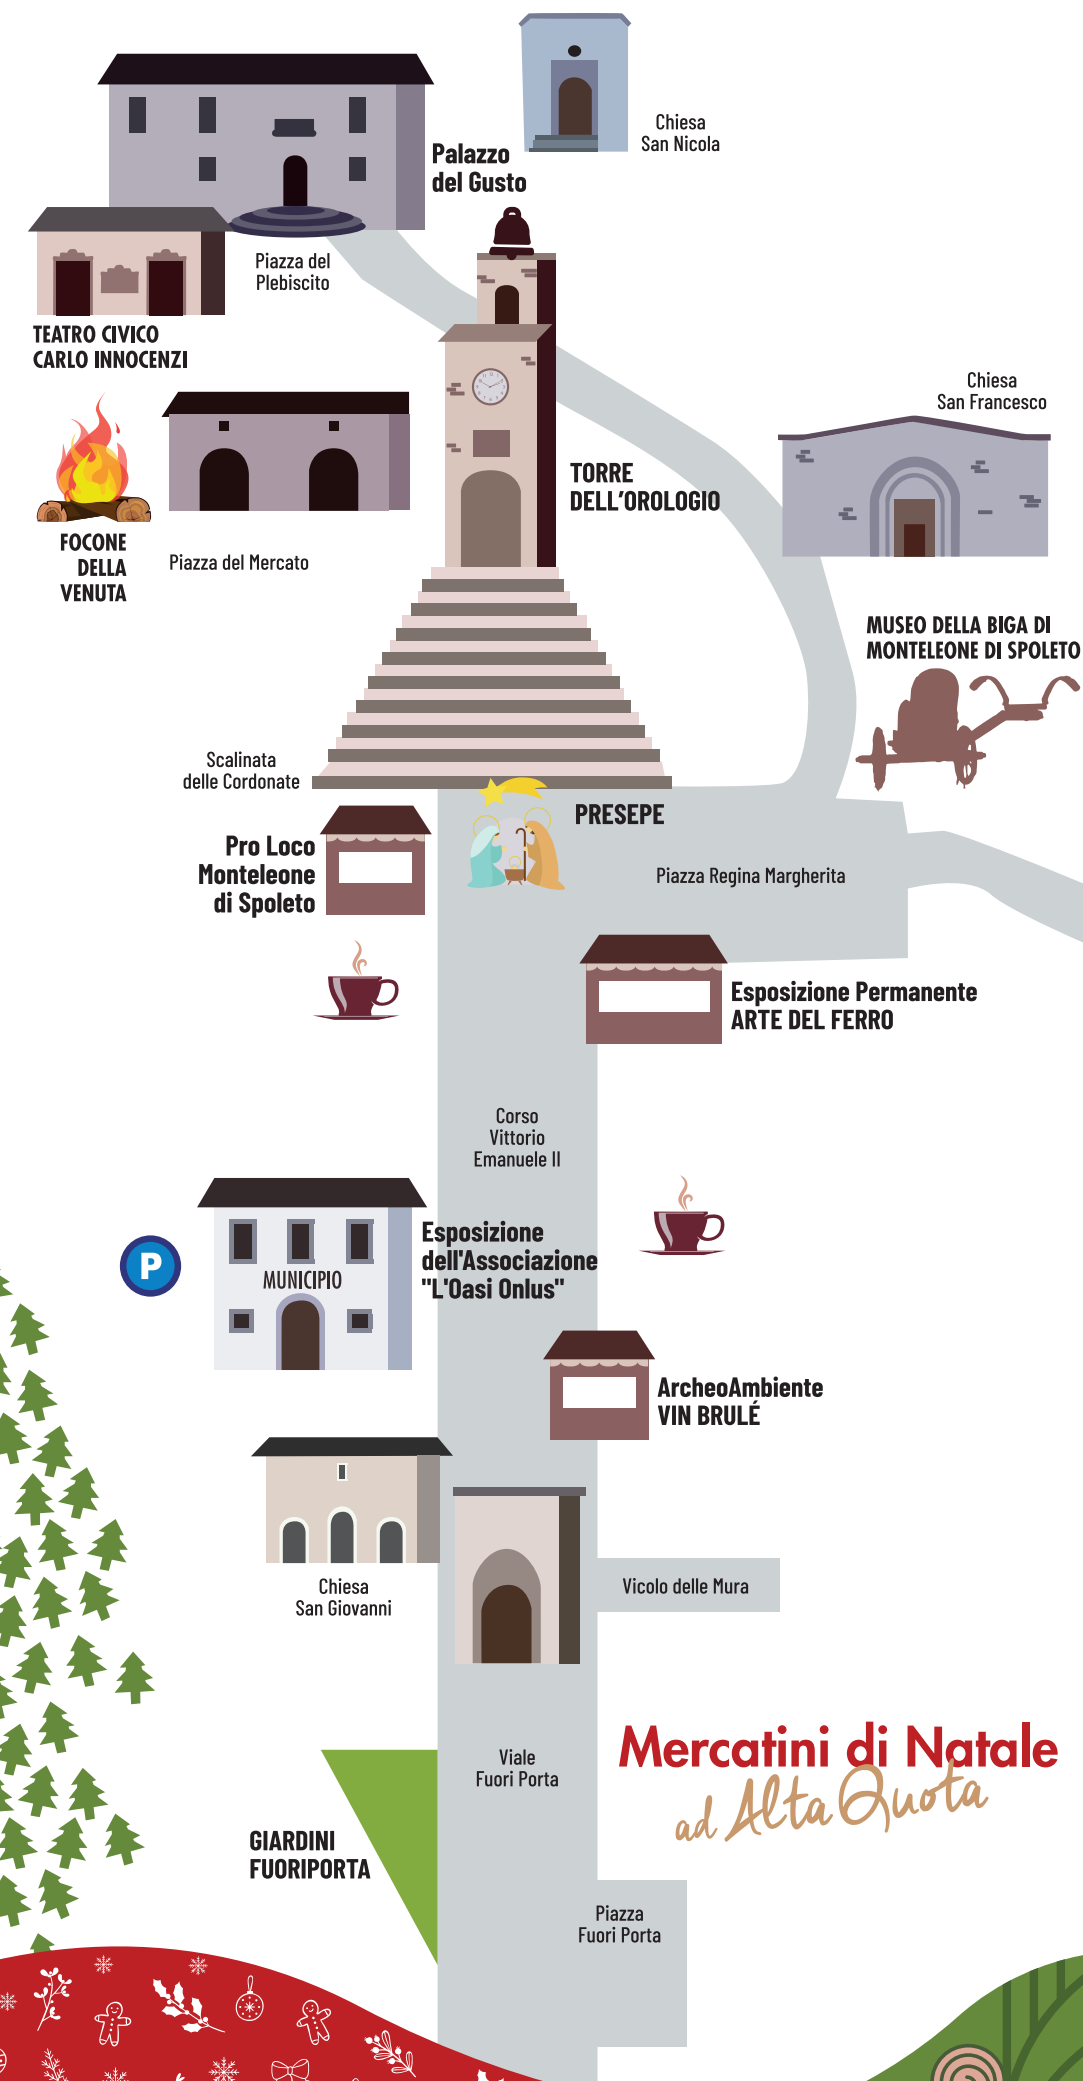 Chiesa
San Nicola
Palazzo
del Gusto
Piazza del
Plebiscito
TEATRO CIVICO
CARLO INNOCENZI
Chiesa
San Francesco
TORRE
DELL'OROLOGIO
FOCONE
DELLA
VENUTA
Piazza del Mercato
MUSEO DELLA BIGA DI
MONTELEONE DI SPOLETO
Scalinata
delle Cordonate
PRESEPE
Pro Loco
Monteleone
di Spoleto
Piazza Regina Margherita
Esposizione Permanente
ARTE DEL FERRO
Corso
Vittorio
Emanuele II
P
MUNICIPIO
Esposizione
dell'Associazione
"L'Oasi Onlus"
ArcheoAmbiente
VIN BRULÉ
Chiesa
San Giovanni
Vicolo delle Mura
Viale
Fuori Porta
Mercatini di Natale
ad Alta Quota
GIARDINI
FUORIPORTA
Piazza
Fuori Porta